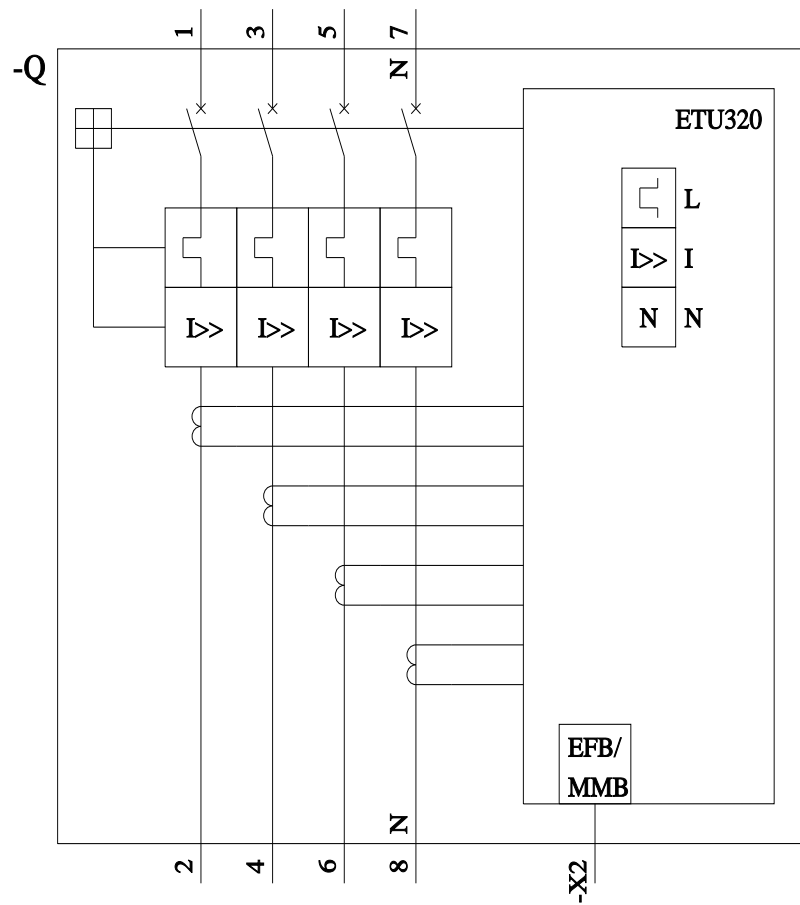 1 3 5 7
-Q
N
ETU320
L
I>> I
N N
I>> I>> I>> I>>
EFB/
MMB
N
2 4 6 8
-X2